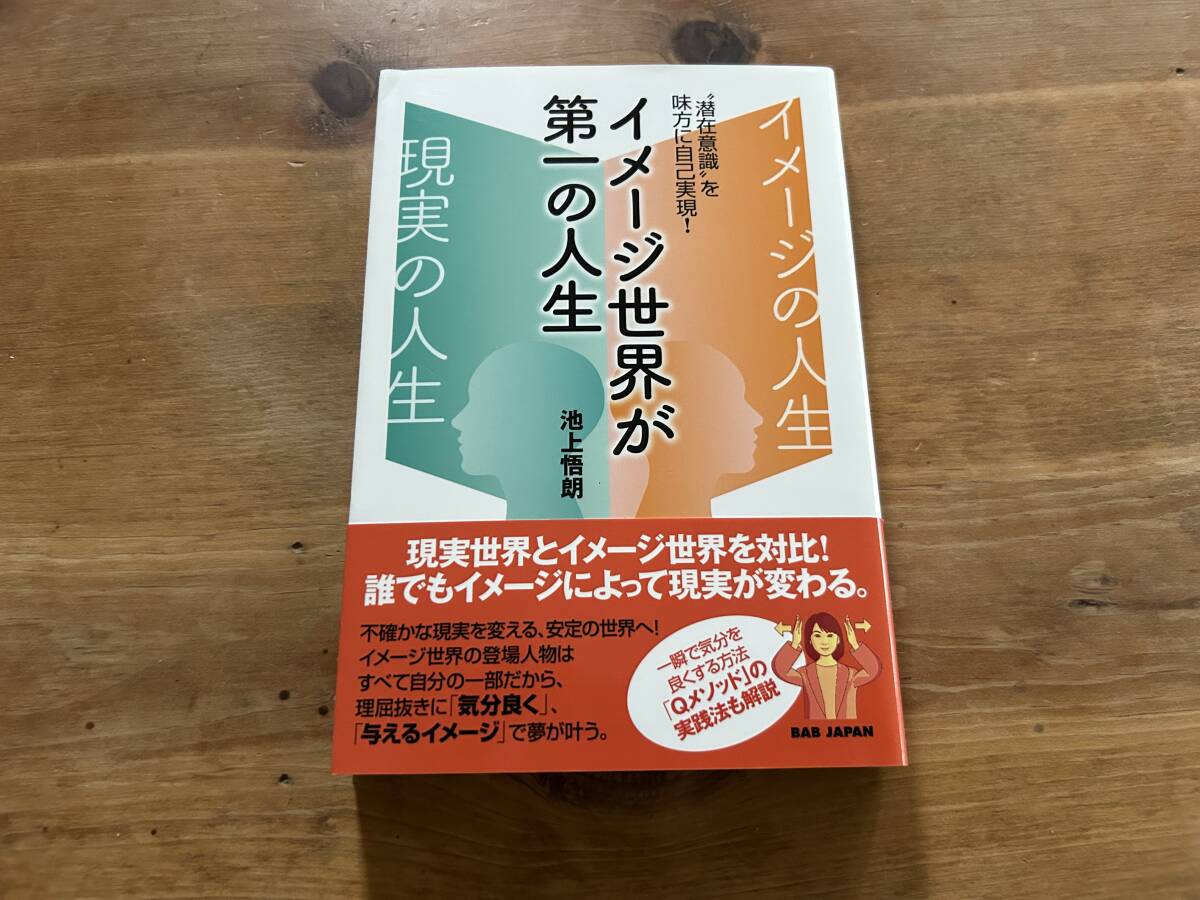 イメージの人生
〝潜在意識〟を
味方に自己実現!
イメージ世界が
第一の人生
現実の人生
池上悟朗
現実世界とイメージ世界を対比!
誰でもイメージによって現実が変わる。
不確かな現実を変える、安定の世界へ!
イメージ世界の登場人物は
すべて自分の一部だから、
理屈抜きに「気分良く」、
「与えるイメージ」で夢が叶う。
一瞬で気分を
良くする方法
「Qメソッド」の
実践法も解説
BAB JAPAN